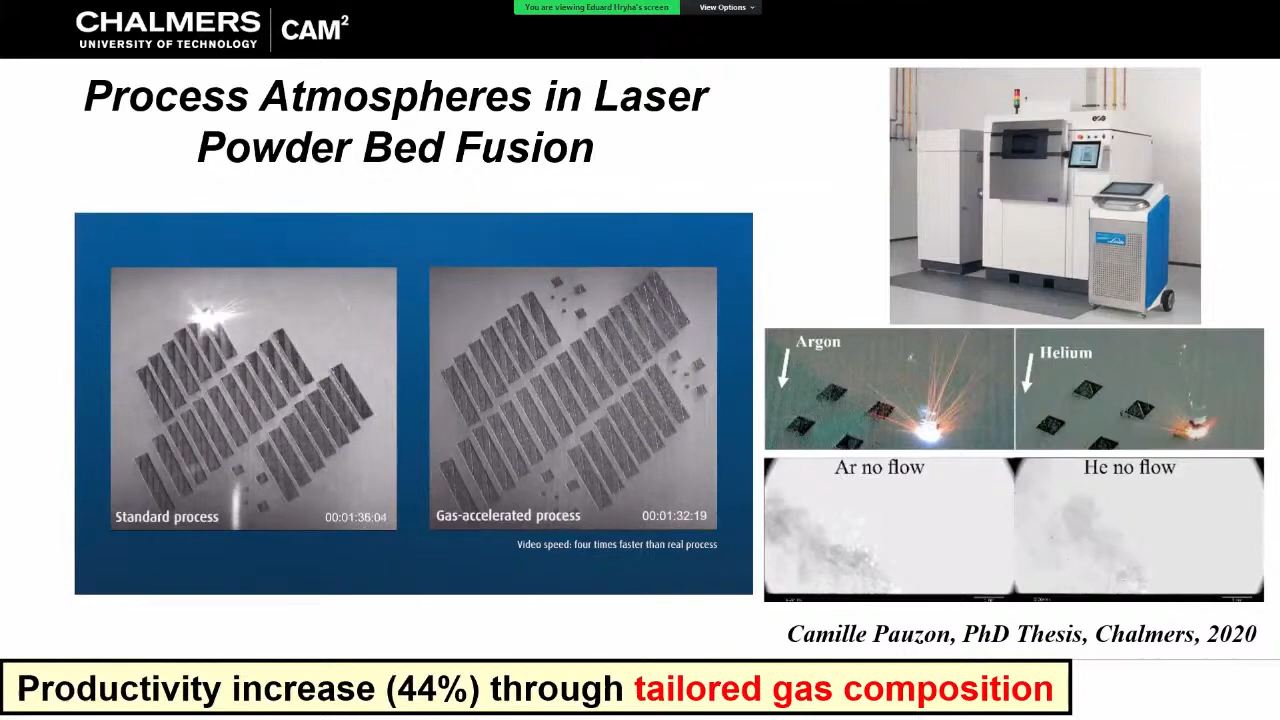 You are viewing Eduard Hryha's screen
View Options
CHALMERS
UNIVERSITY OF TECHNOLOGY
CAM²
Process Atmospheres in Laser
Powder Bed Fusion
Standard process
00:01:36:04
Gas-accelerated process
00:01:32:19
Video speed: four times faster than real process
Argon
Helium
Ar no flow
He no flow
Camille Pauzon, PhD Thesis, Chalmers, 2020
Productivity increase (44%) through tailored gas composition